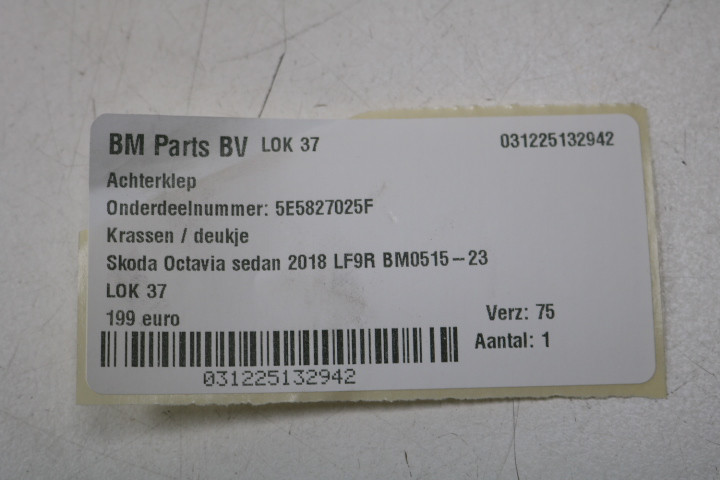 BM Parts BV LOK 37 031225132942
Achterklep
Onderdeelnummer: 5E5827025F
Krassen / deukje
Skoda Octavia sedan 2018 LF9R BM0515-23
LOK 37
199 euro Verz: 75
Aantal: 1
031225132942